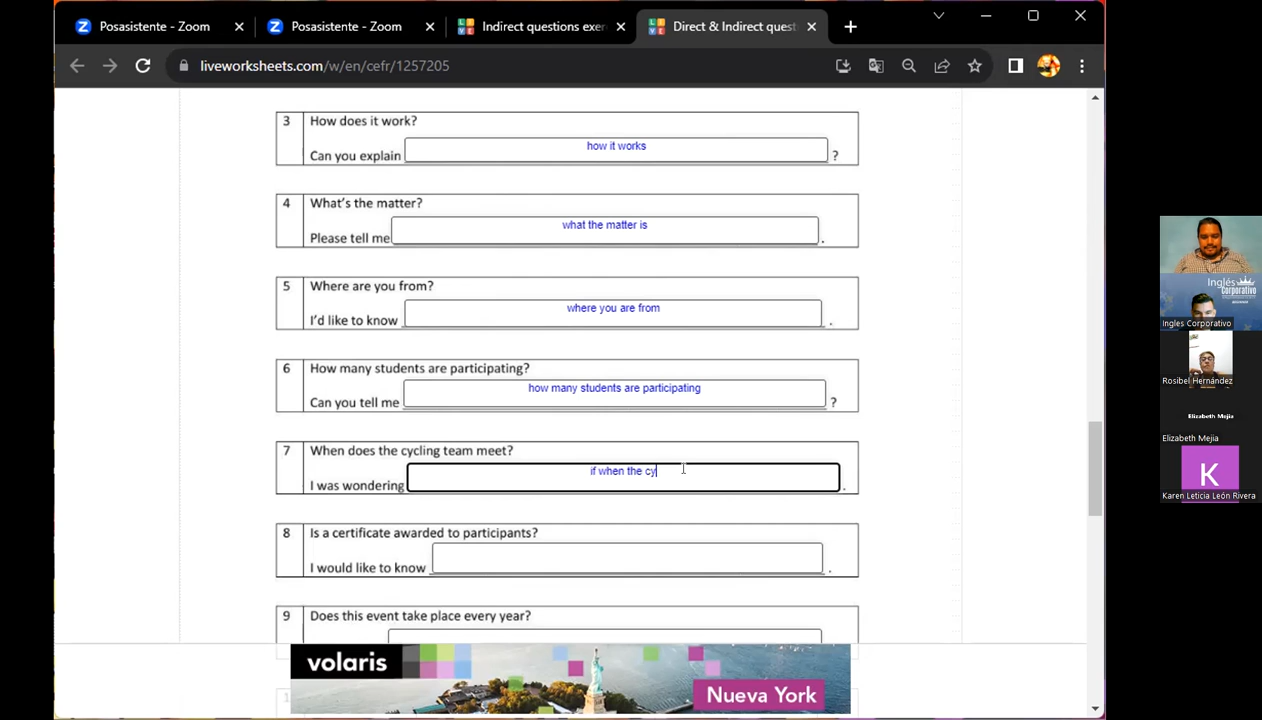 Posasistente - Zoom
Posasistente - Zoom
Indirect questions exer
Direct & Indirect quest
liveworksheets.com/w/en/cefr/1257205
3 How does it work?
how it works
Can you explain ?
4 What's the matter?
what the matter is
Please tell me .
5 Where are you from?
where you are from
I'd like to know .
6 How many students are participating?
how many students are participating
Can you tell me ?
7 When does the cycling team meet?
if when the cy
I was wondering .
8 Is a certificate awarded to participants?
I would like to know .
9 Does this event take place every year?
volaris
Nueva York
Inglés
Corporativo
Ingles Corporativo
Rosibel Hernández
Elizabeth Mejia
Elizabeth Mejia
K
Karen Leticia León Rivera